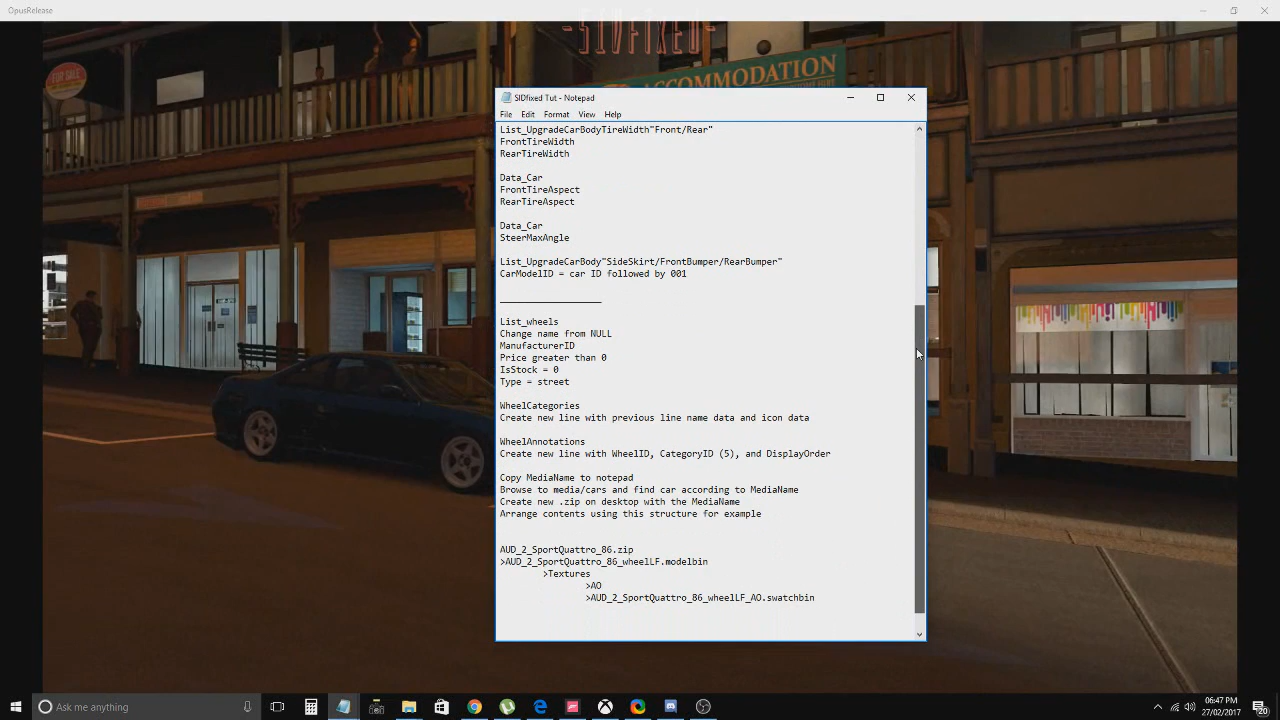 OpusRelease
-SIDFIXED-
FOR SALE
ACCOMMODATION
SIDfixed Tut - Notepad
File Edit Format View Help
List_UpgradeCarBodyTireWidth"Front/Rear"
FrontTireWidth
RearTireWidth
Data_Car
FrontTireAspect
RearTireAspect
Data_Car
SteerMaxAngle
List_UpgradeCarBody"SideSkirt/FrontBumper/RearBumper"
CarModelID = car ID followed by 001
List_wheels
Change name from NULL
ManufacturerID
Price greater than 0
IsStock = 0
Type = street
WheelCategories
Create new line with previous line name data and icon data
WheelAnnotations
Create new line with WheelID, CategoryID (5), and DisplayOrder
Copy MediaName to notepad
Browse to media/cars and find car according to MediaName
Create new .zip on desktop with the MediaName
Arrange contents using this structure for example
AUD_2_SportQuattro_86.zip
>AUD_2_SportQuattro_86_wheelLF.modelbin
>Textures
>AO
>AUD_2_SportQuattro_86_wheelLF_AO.swatchbin
Ask me anything
06:47 PM
27/02/2017
20